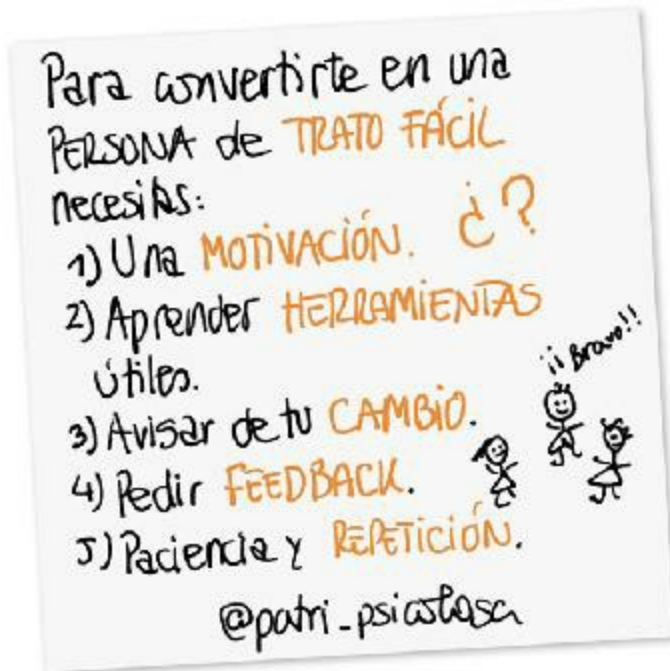 Para convertirte en una
PERSONA de TRATO FÁCIL
necesitas:
1) Una MOTIVACIÓN. ¿?
2) Aprender HERRAMIENTAS
útiles.
¡¡Bravo!!
3) Avisar de tu CAMBIO.
4) Pedir FEEDBACK.
5) Paciencia y REPETICIÓN.
@patri_psicologa